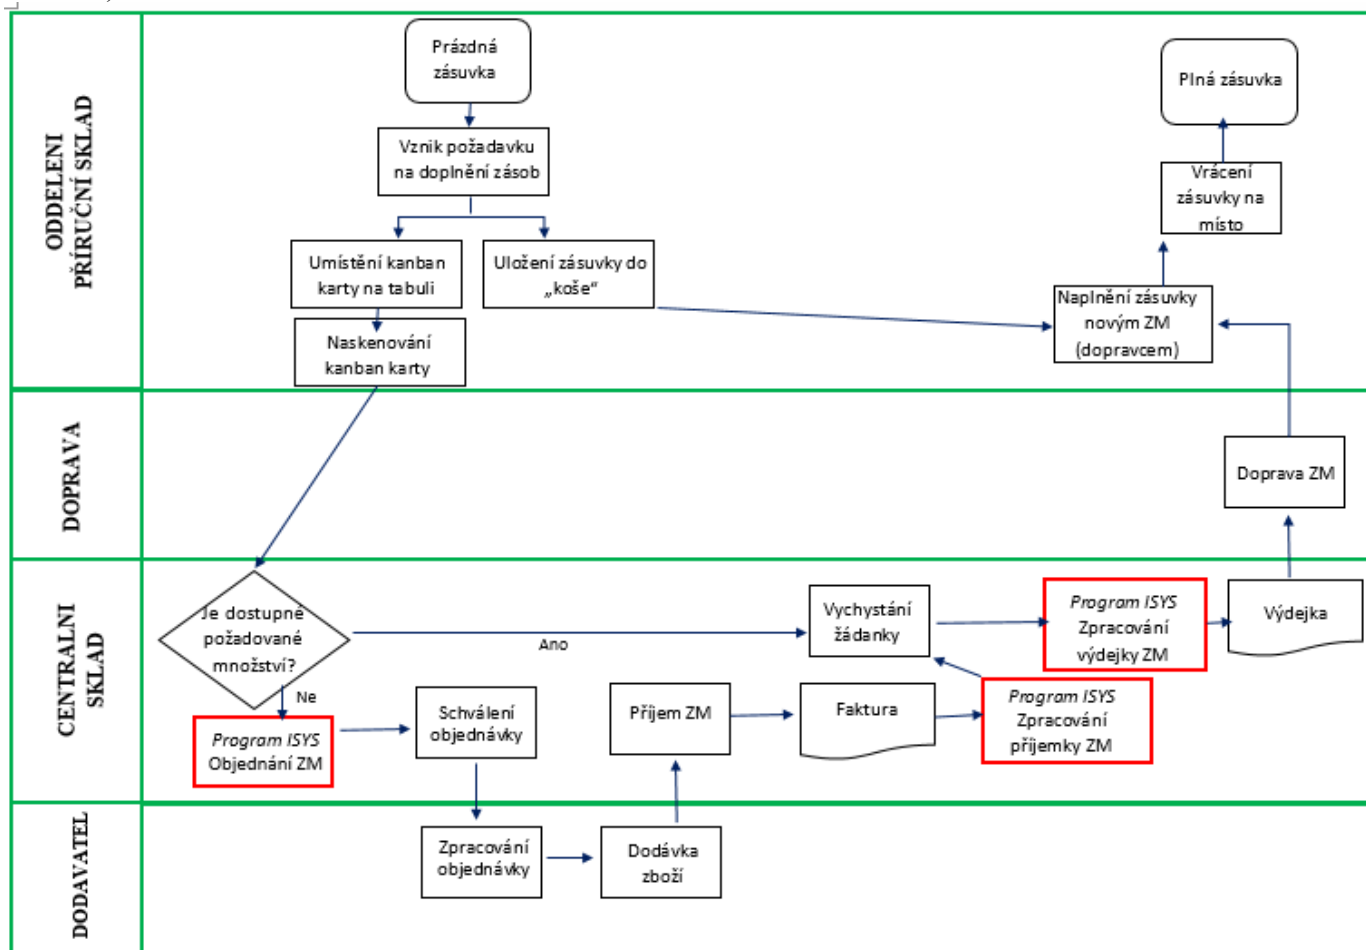 ODDELENI
PŘÍRUČNÍ SKLAD
Prázdná
zásuvka
Vznik požadavku
na doplnění zásob
Umístění kanban
karty na tabuli
Uložení zásuvky do
„koše“
Naskenování
kanban karty
Plná zásuvka
Vrácení
zásuvky na
místo
Naplnění zásuvky
novým ZM
(dopravcem)
DOPRAVA
Doprava ZM
CENTRALNI
SKLAD
Je dostupné
požadované
množství?
Ano
Ne
Program ISYS
Objednání ZM
Schválení
objednávky
Příjem ZM
Faktura
Program ISYS
Zpracování
příjemky ZM
Vychystání
žádanky
Program ISYS
Zpracování
výdejky ZM
Výdejka
DODAVATEL
Zpracování
objednávky
Dodávka
zboží